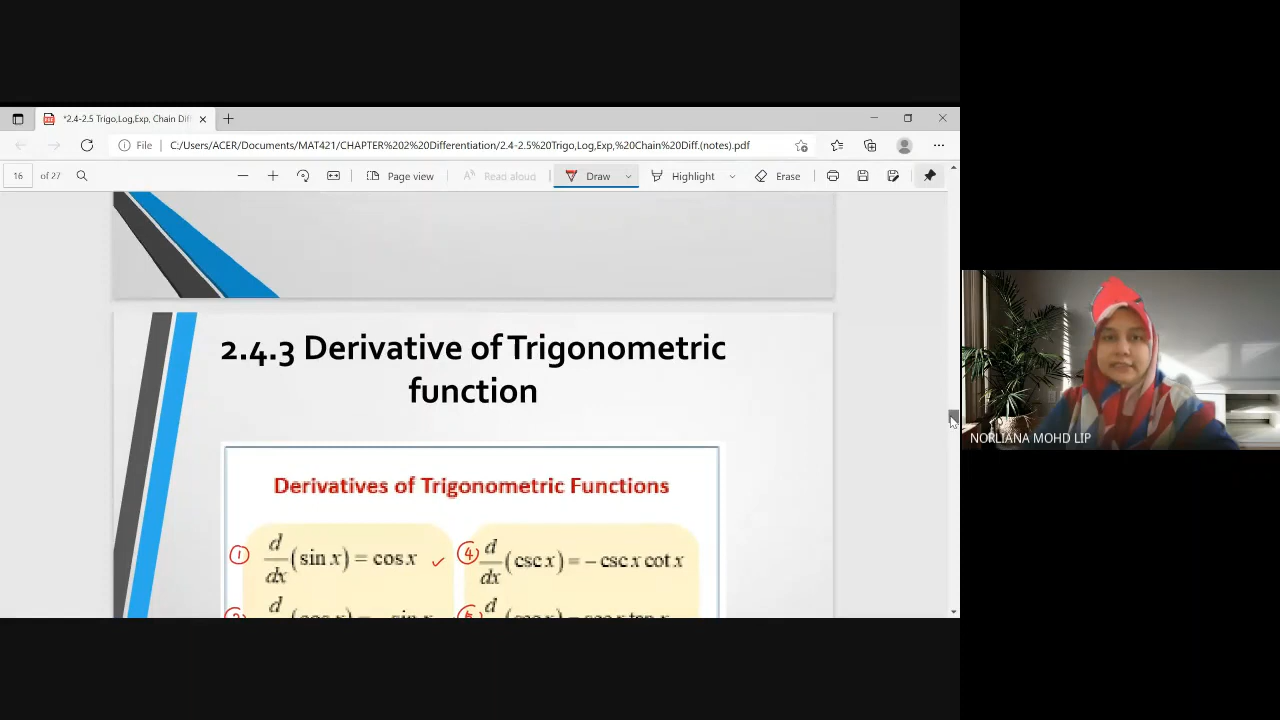 *2.4-2.5 Trigo,Log,Exp, Chain Diff
File
C:/Users/ACER/Documents/MAT421/CHAPTER%202%20Differentiation/2.4-2.5%20Trigo,Log,Exp,%20Chain%20Diff.(notes).pdf
16 of 27
Page view
Read aloud
Draw
Highlight
Erase
2.4.3 Derivative of Trigonometric
function
Derivatives of Trigonometric Functions
① d/dx (sin x) = cos x ✓
④ d/dx (csc x) = − csc x cot x
NORLIANA MOHD LIP